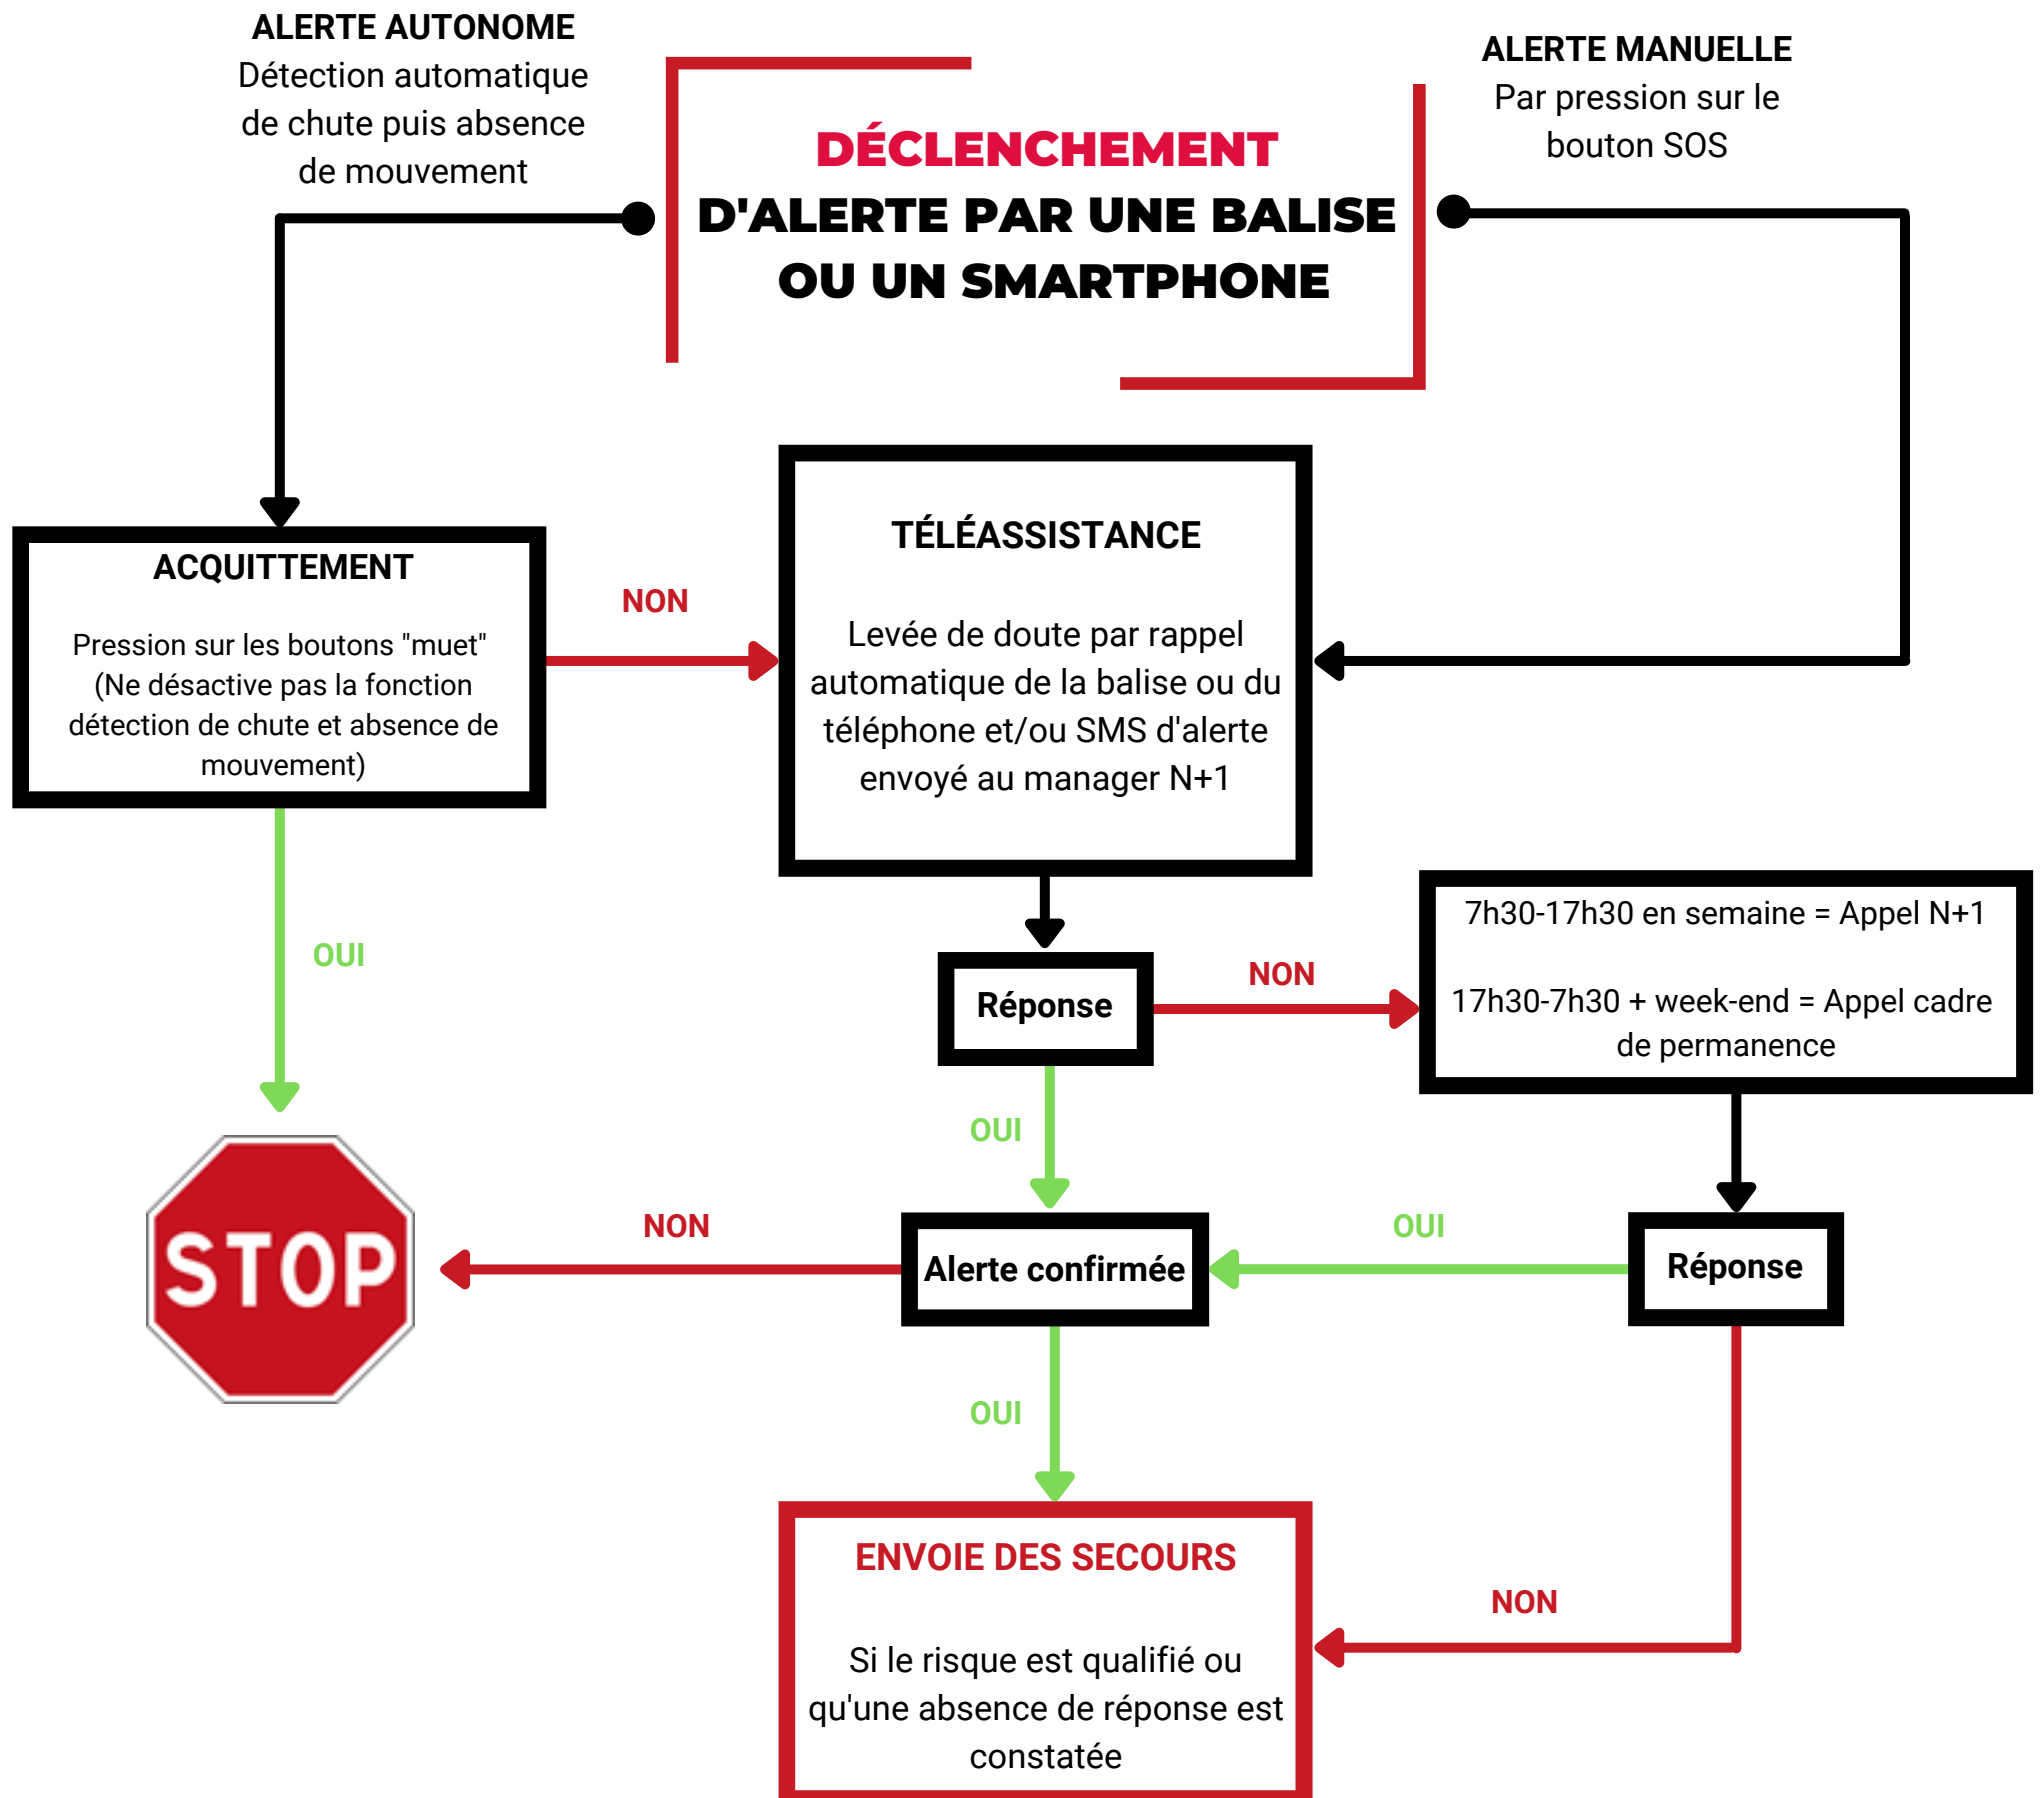 ALERTE AUTONOME
Détection automatique
de chute puis absence
de mouvement
DÉCLENCHEMENT
D'ALERTE PAR UNE BALISE
OU UN SMARTPHONE
ALERTE MANUELLE
Par pression sur le
bouton SOS
ACQUITTEMENT
Pression sur les boutons "muet"
(Ne désactive pas la fonction
détection de chute et absence de
mouvement)
NON
TÉLÉASSISTANCE
Levée de doute par rappel
automatique de la balise ou du
téléphone et/ou SMS d'alerte
envoyé au manager N+1
OUI
Réponse
NON
7h30-17h30 en semaine = Appel N+1
17h30-7h30 + week-end = Appel cadre
de permanence
OUI
STOP
NON
Alerte confirmée
OUI
Réponse
OUI
ENVOIE DES SECOURS
Si le risque est qualifié ou
qu'une absence de réponse est
constatée
NON